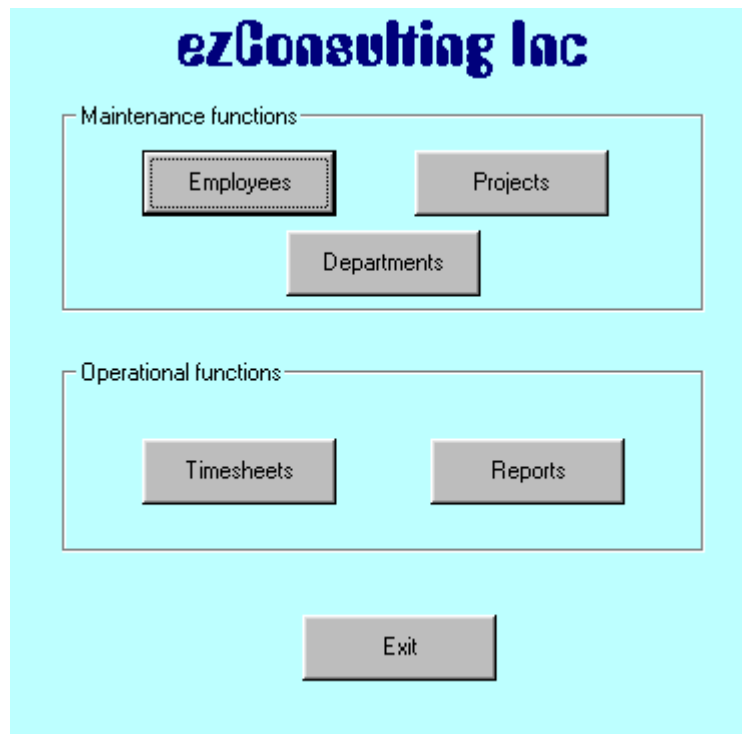 ezConsulting Inc
Maintenance functions
Employees
Projects
Departments
Operational functions
Timesheets
Reports
Exit